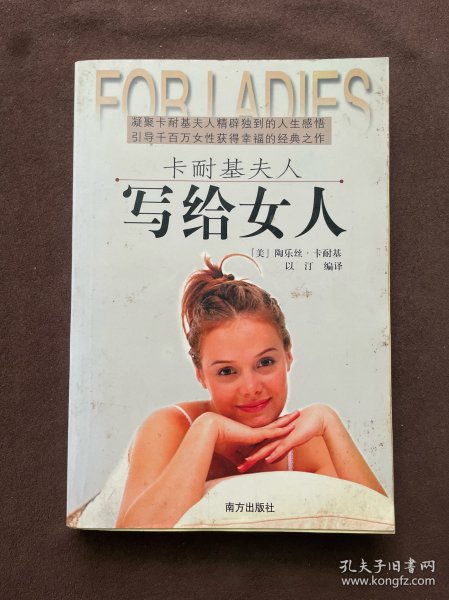 FOR LADIES
凝聚卡耐基夫人精辟独到的人生感悟
引导千百万女性获得幸福的经典之作
卡耐基夫人
写给女人
「美」陶乐丝·卡耐基
以汀 编译
南方出版社
孔夫子旧书网
www.kongfz.com